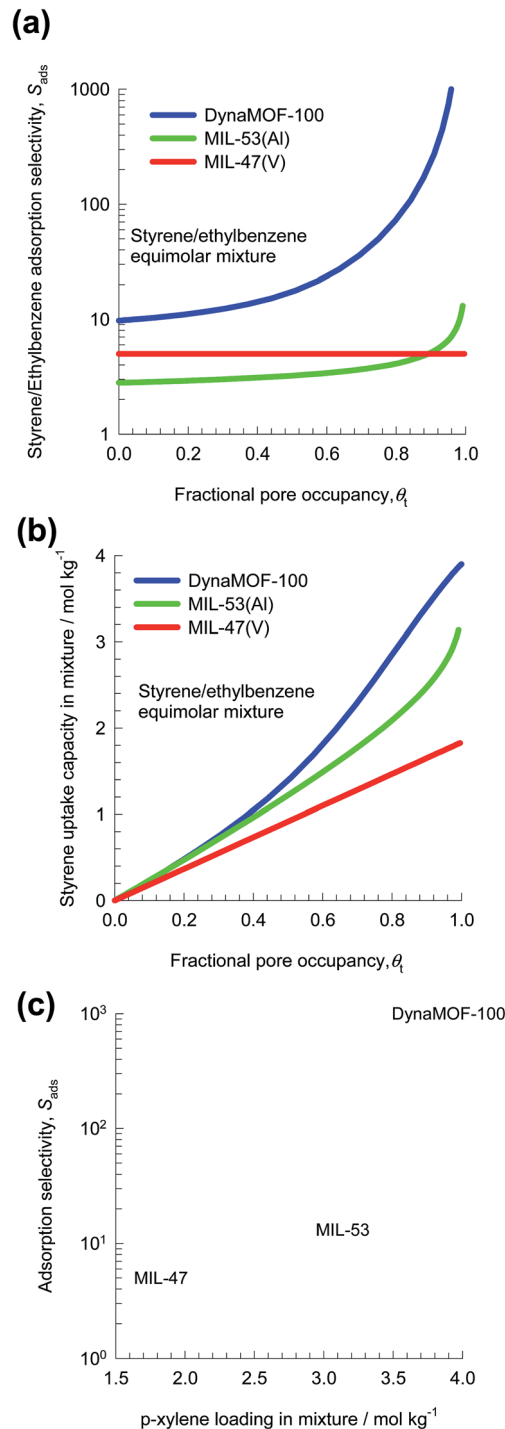 (a)
Styrene/Ethylbenzene adsorption selectivity, Sads
1000
100
10
1
DynaMOF-100
MIL-53(Al)
MIL-47(V)
Styrene/ethylbenzene
equimolar mixture
0.0 0.2 0.4 0.6 0.8 1.0
Fractional pore occupancy, θt
(b)
Styrene uptake capacity in mixture / mol kg-1
4
3
2
1
0
DynaMOF-100
MIL-53(Al)
MIL-47(V)
Styrene/ethylbenzene
equimolar mixture
0.0 0.2 0.4 0.6 0.8 1.0
Fractional pore occupancy, θt
(c)
Adsorption selectivity, Sads
10³
10²
10¹
10⁰
DynaMOF-100
MIL-53
MIL-47
1.5 2.0 2.5 3.0 3.5 4.0
p-xylene loading in mixture / mol kg-1